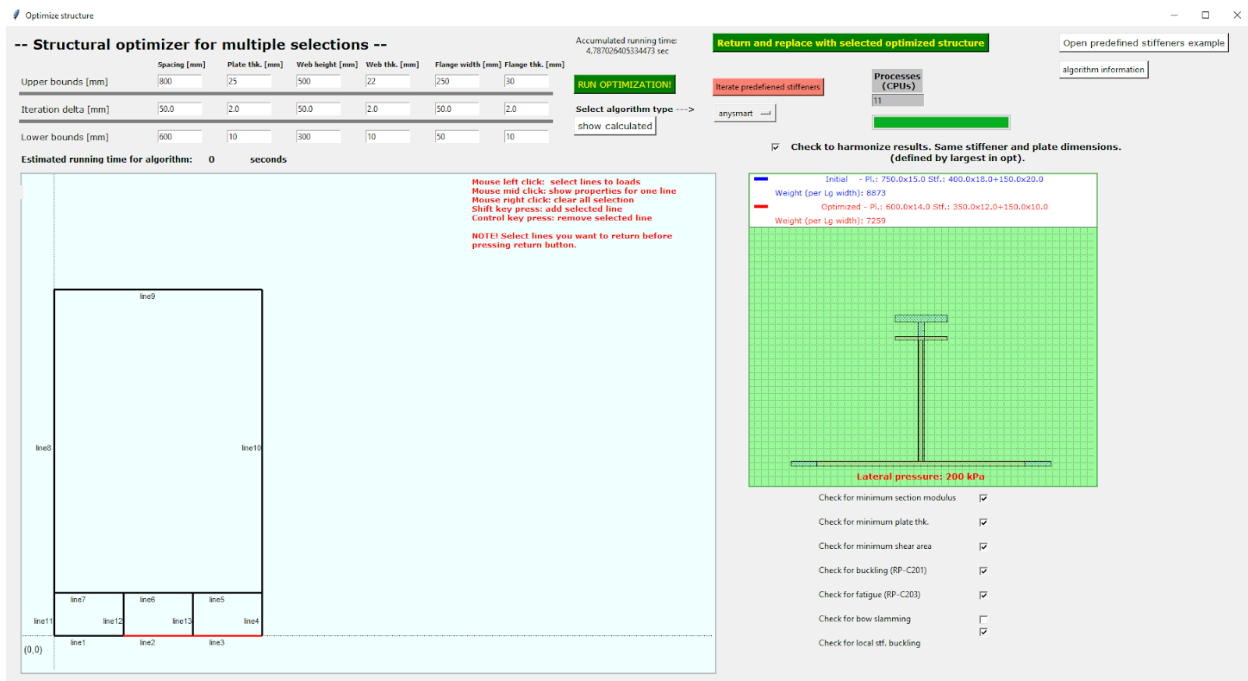 Optimize structure
-- Structural optimizer for multiple selections --
Accumulated running time:
4.787026405334473 sec
Return and replace with selected optimized structure
Open predefined stiffeners example
Spacing [mm] Plate thk. [mm] Web height [mm] Web thk. [mm] Flange width [mm] Flange thk. [mm]
Upper bounds [mm] 800 25 500 22 250 30
RUN OPTIMIZATION!
Iterate predefiened stiffeners
Processes
(CPUs)
11
algorithm information
Iteration delta [mm] 50.0 2.0 50.0 2.0 50.0 2.0
Select algorithm type --->
anysmart
show calculated
Lower bounds [mm] 600 10 300 10 50 10
Estimated running time for algorithm: 0 seconds
Check to harmonize results. Same stiffener and plate dimensions.
(defined by largest in opt).
Mouse left click: select lines to loads
Mouse mid click: show properties for one line
Mouse right click: clear all selection
Shift key press: add selected line
Control key press: remove selected line
NOTE! Select lines you want to return before
pressing return button.
line9
line8 line10
line7 line6 line5
line11 line12 line13 line4
line1 line2 line3
(0,0)
Initial - Pl.: 750.0x15.0 Stf.: 400.0x18.0+150.0x20.0
Weight (per Lg width): 8873
Optimized - Pl.: 600.0x14.0 Stf.: 350.0x12.0+150.0x10.0
Weight (per Lg width): 7259
Lateral pressure: 200 kPa
Check for minimum section modulus
Check for minimum plate thk.
Check for minimum shear area
Check for buckling (RP-C201)
Check for fatigue (RP-C203)
Check for bow slamming
Check for local stf. buckling